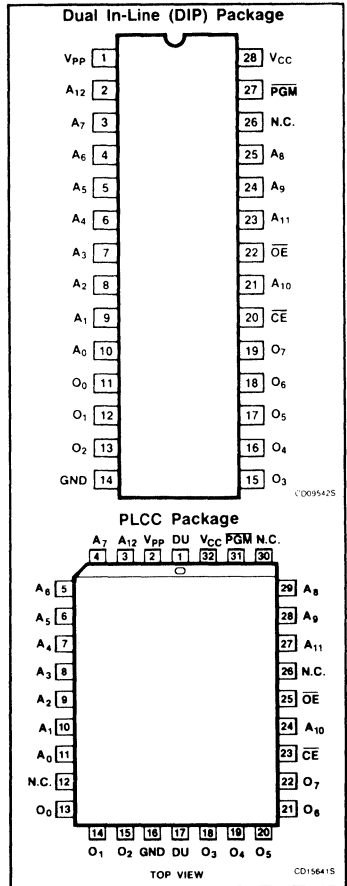 Dual In-Line (DIP) Package
VPP 1 28 VCC
A12 2 27 PGM
A7 3 26 N.C.
A6 4 25 A8
A5 5 24 A9
A4 6 23 A11
A3 7 22 OE
A2 8 21 A10
A1 9 20 CE
A0 10 19 O7
O0 11 18 O6
O1 12 17 O5
O2 13 16 O4
GND 14 15 O3
CD09542S
PLCC Package
A7 A12 VPP DU VCC PGM N.C.
4 3 2 1 32 31 30
A6 5 29 A8
A5 6 28 A9
A4 7 27 A11
A3 8 26 N.C.
A2 9 25 OE
A1 10 24 A10
A0 11 23 CE
N.C. 12 22 O7
O0 13 21 O6
14 15 16 17 18 19 20
O1 O2 GND DU O3 O4 O5
TOP VIEW
CD15641S